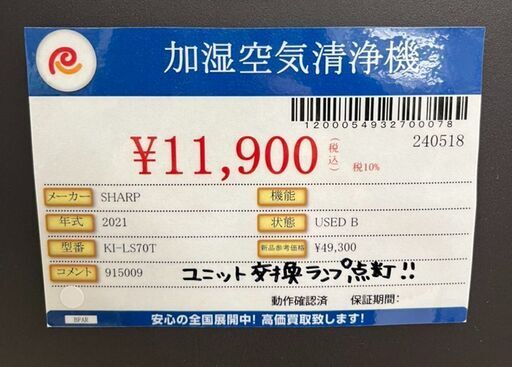 加湿空気清浄機
1200054932700078
240518
¥11,900(税込) 税10%
メーカー SHARP 機能
年式 2021 状態 USED B
型番 KI-LS70T 新品参考価格 ¥49,300
コメント 915009 ユニット交換ランプ点灯!!
動作確認済 保証期間:
BFAR 安心の全国展開中! 高価買取致します!